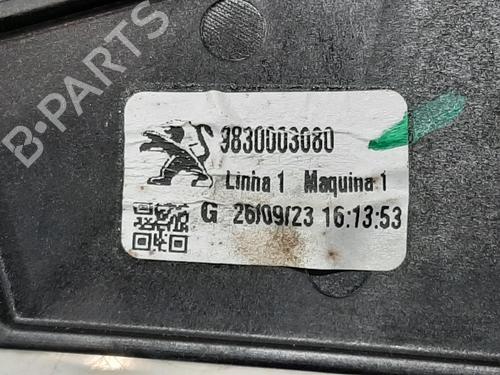 B-PARTS
9830003080
Linha 1 Maquina 1
G 26/09/23 16:13:53